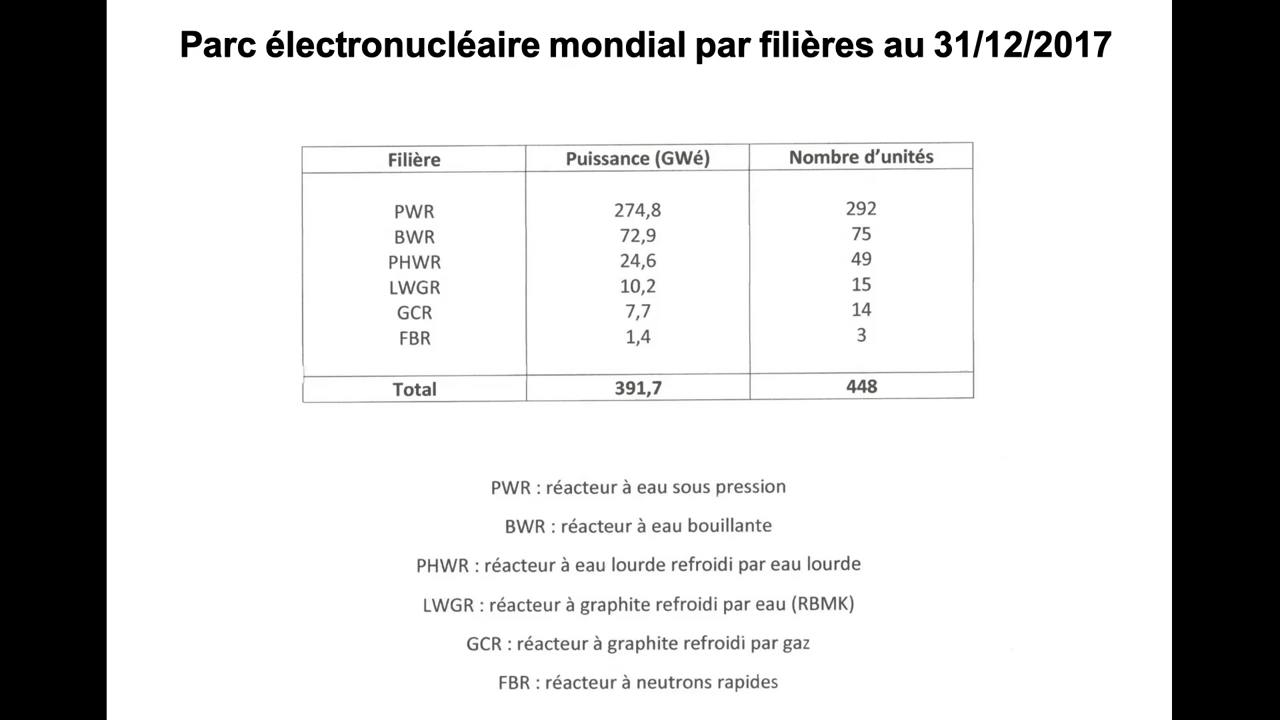 Parc électronucléaire mondial par filières au 31/12/2017
Filière Puissance (GWé) Nombre d'unités
PWR 274,8 292
BWR 72,9 75
PHWR 24,6 49
LWGR 10,2 15
GCR 7,7 14
FBR 1,4 3
Total 391,7 448
PWR : réacteur à eau sous pression
BWR : réacteur à eau bouillante
PHWR : réacteur à eau lourde refroidi par eau lourde
LWGR : réacteur à graphite refroidi par eau (RBMK)
GCR : réacteur à graphite refroidi par gaz
FBR : réacteur à neutrons rapides